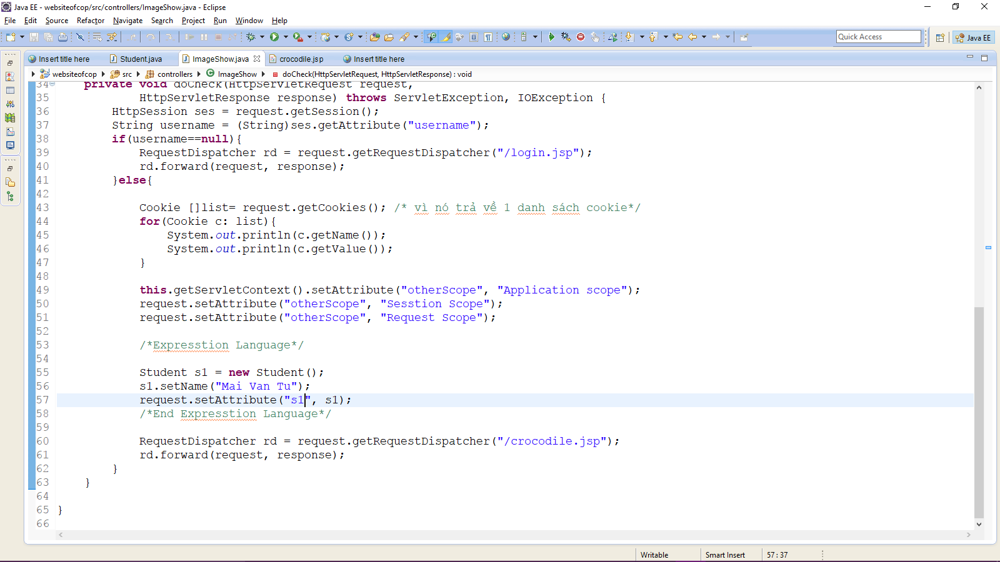 Java EE - websiteofcop/src/controllers/ImageShow.java - Eclipse
File Edit Source Refactor Navigate Search Project Run Window Help
Quick Access
Java EE
Insert title here Student.java ImageShow.java crocodile.jsp Insert title here
websiteofcop src controllers ImageShow doCheck(HttpServletRequest, HttpServletResponse) : void
34 private void doCheck(HttpServletRequest request,
35 HttpServletResponse response) throws ServletException, IOException {
36 HttpSession ses = request.getSession();
37 String username = (String)ses.getAttribute("username");
38 if(username==null){
39 RequestDispatcher rd = request.getRequestDispatcher("/login.jsp");
40 rd.forward(request, response);
41 }else{
42
43 Cookie []list= request.getCookies(); /* vì nó trả về 1 danh sách cookie*/
44 for(Cookie c: list){
45 System.out.println(c.getName());
46 System.out.println(c.getValue());
47 }
48
49 this.getServletContext().setAttribute("otherScope", "Application scope");
50 request.setAttribute("otherScope", "Sesstion Scope");
51 request.setAttribute("otherScope", "Request Scope");
52
53 /*Expresstion Language*/
54
55 Student s1 = new Student();
56 s1.setName("Mai Van Tu");
57 request.setAttribute("s1", s1);
58 /*End Expresstion Language*/
59
60 RequestDispatcher rd = request.getRequestDispatcher("/crocodile.jsp");
61 rd.forward(request, response);
62 }
63 }
64
65 }
66
Writable Smart Insert 57 : 37